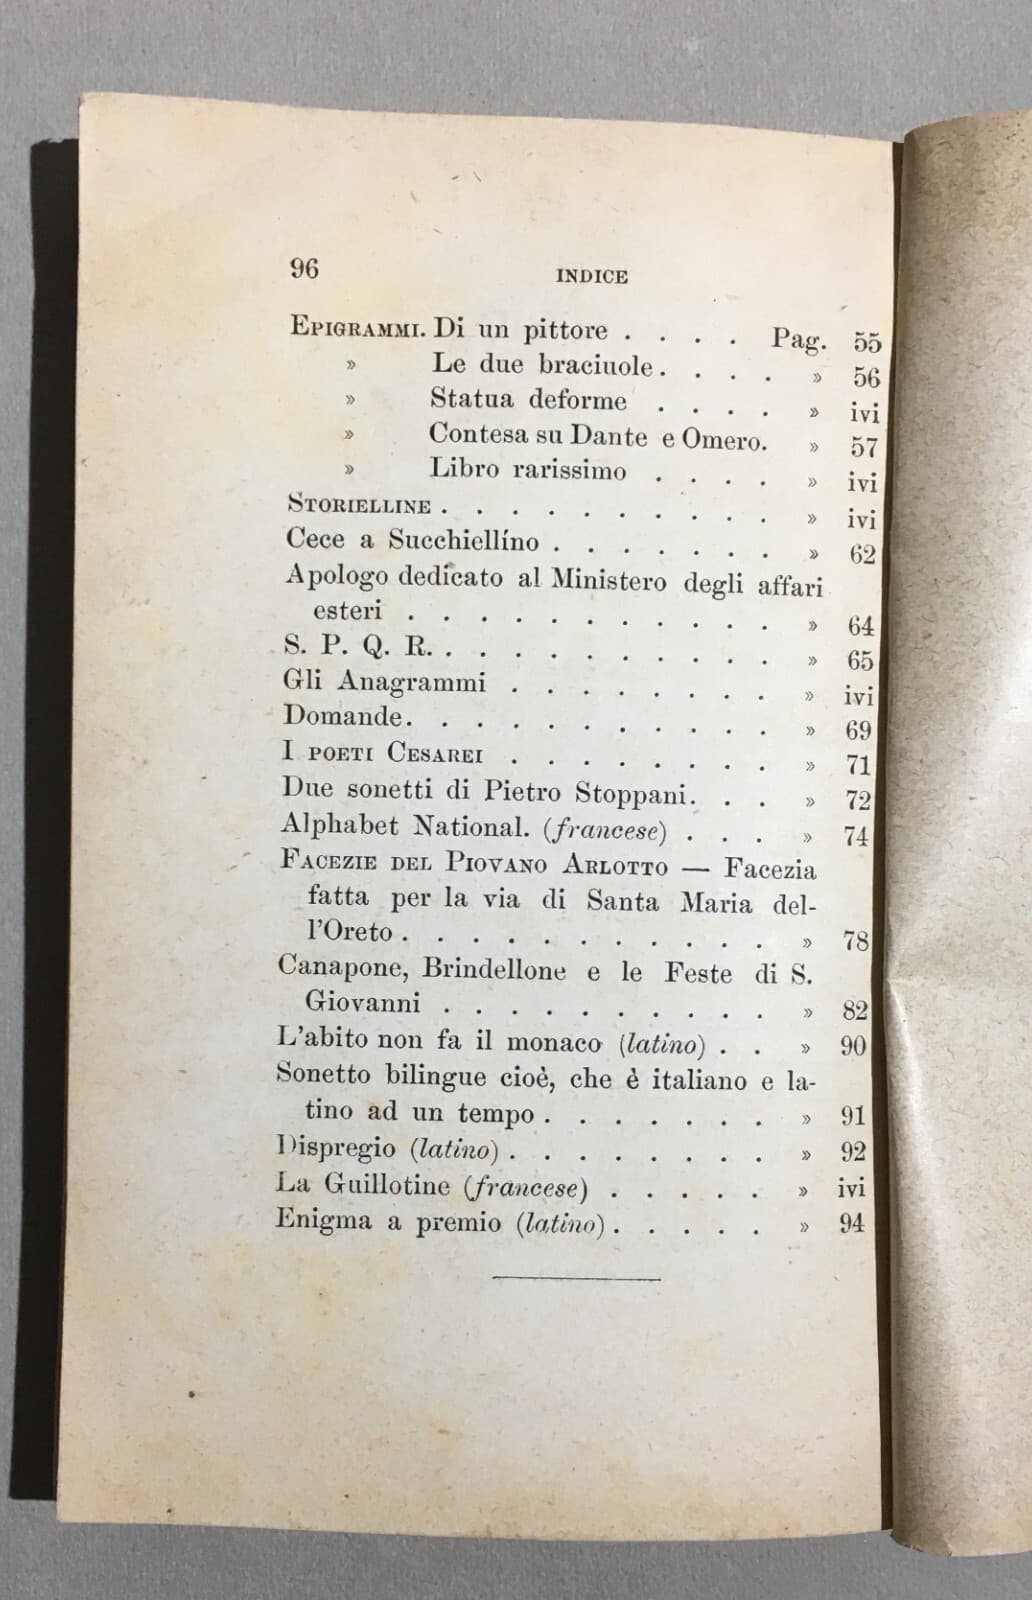 96 INDICE
EPIGRAMMI. Di un pittore . . . . Pag. 55
» Le due braciuole. . . . . » 56
» Statua deforme . . . . » ivi
» Contesa su Dante e Omero. » 57
» Libro rarissimo . . . . » ivi
STORIELLINE . . . . . . . . . . » ivi
Cece a Succhiellíno . . . . . . . » 62
Apologo dedicato al Ministero degli affari
esteri . . . . . . . . . . . » 64
S. P. Q. R. . . . . . . . . . . » 65
Gli Anagrammi . . . . . . . . » ivi
Domande. . . . . . . . . . . » 69
I POETI CESAREI . . . . . . . . » 71
Due sonetti di Pietro Stoppani. . . » 72
Alphabet National. (francese) . . . » 74
FACEZIE DEL PIOVANO ARLOTTO — Facezia
fatta per la via di Santa Maria del-
l'Oreto . . . . . . . . . . . » 78
Canapone, Brindellone e le Feste di S.
Giovanni . . . . . . . . . . » 82
L'abito non fa il monaco (latino) . . » 90
Sonetto bilingue cioè, che è italiano e la-
tino ad un tempo . . . . . . . » 91
Dispregio (latino) . . . . . . . . » 92
La Guillotine (francese) . . . . . » ivi
Enigma a premio (latino) . . . . . » 94